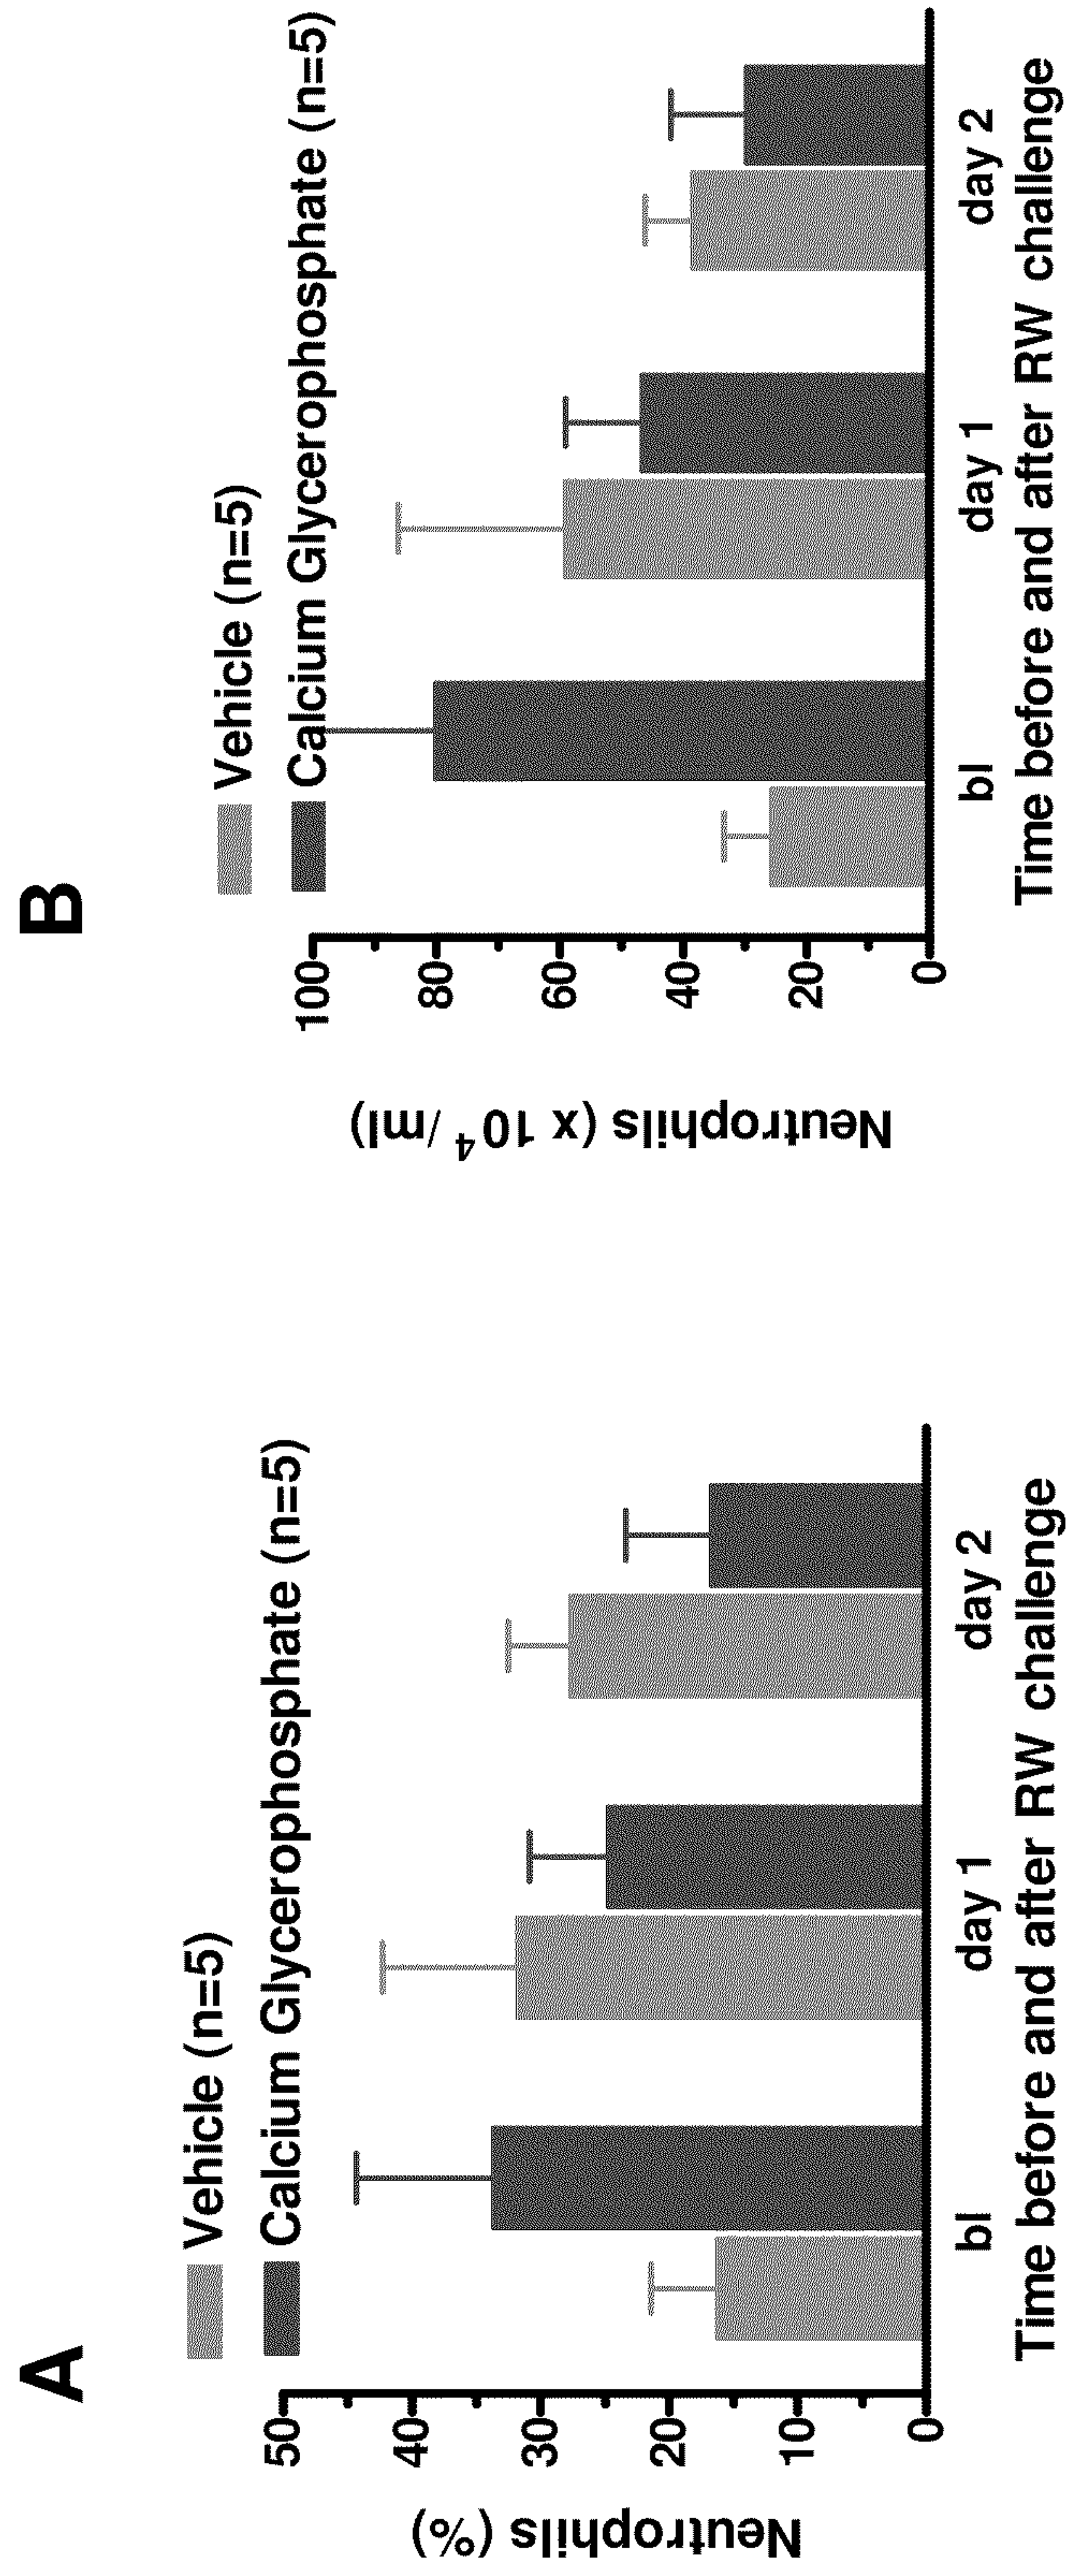 A
Vehicle (n=5)
Calcium Glycerophosphate (n=5)
Neutrophils (%)
50
40
30
20
10
0
bl
day 1
day 2
Time before and after RW challenge
B
Vehicle (n=5)
Calcium Glycerophosphate (n=5)
Neutrophils (x 10⁴/ml)
100
80
60
40
20
0
bl
day 1
day 2
Time before and after RW challenge